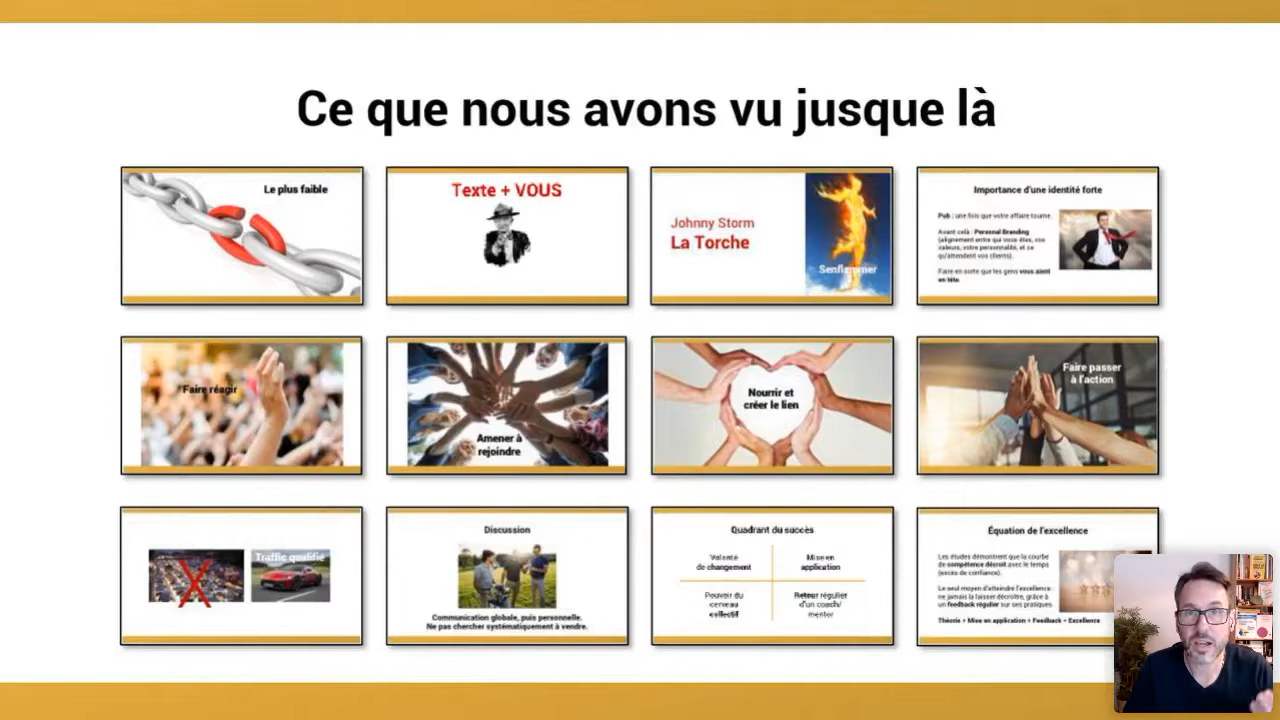 Ce que nous avons vu jusque là
Le plus faible
Texte + VOUS
Johnny Storm
La Torche
Senflammer
Importance d'une identité forte
Pub : une fois que votre affaire tourne.
Avant celà : Personal Branding
(alignement entre qui vous êtes, vos
valeurs, votre personnalité, et ce
qu'attendent vos clients).
Faire en sorte que les gens vous aient
en tête.
Faire réagir
Amener à
rejoindre
Nourrir et
créer le lien
Faire passer
à l'action
X
Traffic qualifié
Discussion
Communication globale, puis personnelle.
Ne pas chercher systématiquement à vendre.
Quadrant du succès
Volonté
de changement
Mise en
application
Pouvoir du
cerveau
collectif
Retour régulier
d'un coach/
mentor
Équation de l'excellence
Les études démontrent que la courbe
de compétence décroit avec le temps
(excès de confiance).
Le seul moyen d'atteindre l'excellence
ne jamais la laisser décroître, grâce à
un feedback régulier sur ses pratiques.
Théorie + Mise en application + Feedback = Excellence